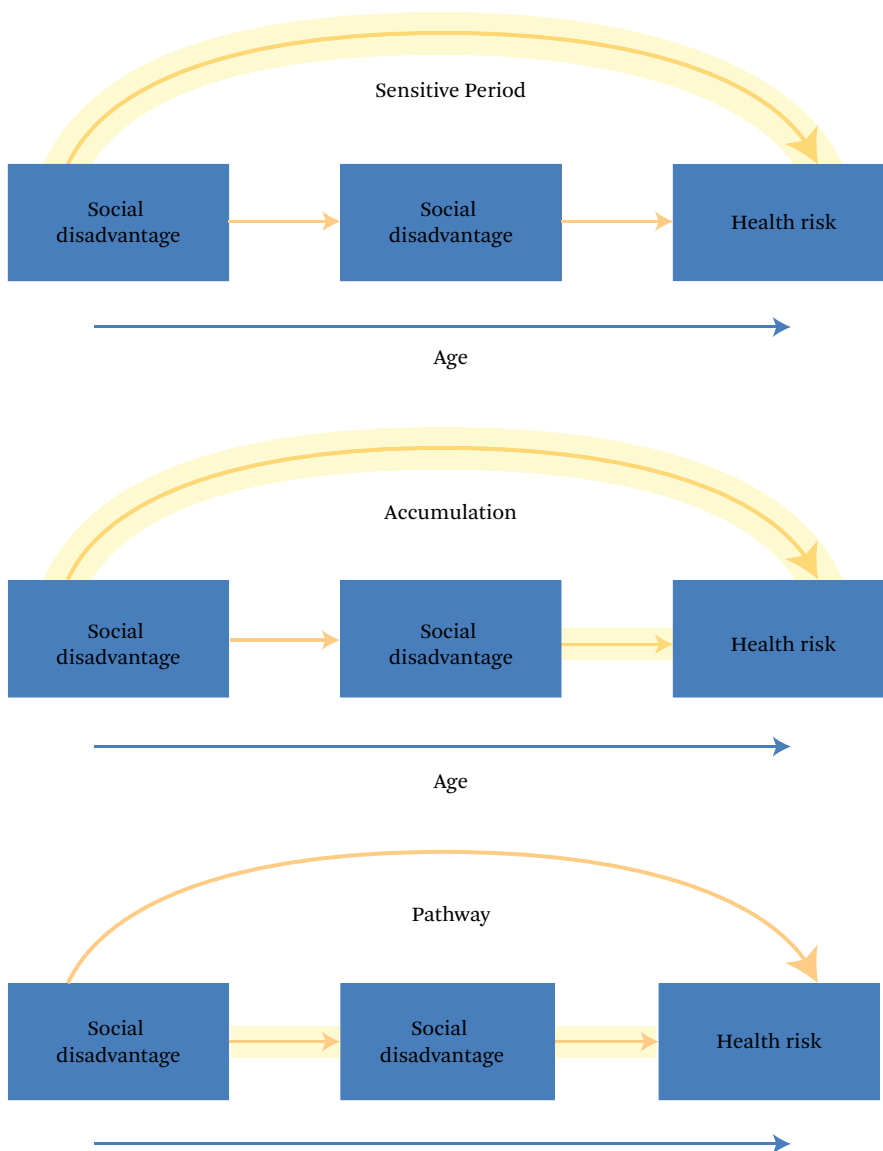 Sensitive Period
Social
disadvantage
Social
disadvantage
Health risk
Age
Accumulation
Social
disadvantage
Social
disadvantage
Health risk
Age
Pathway
Social
disadvantage
Social
disadvantage
Health risk